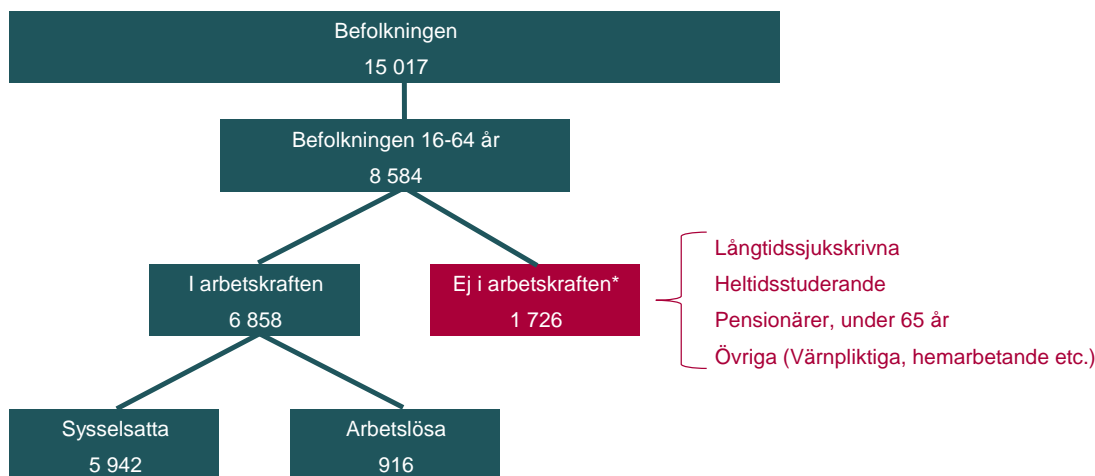 Befolkningen
15 017
Befolkningen 16-64 år
8 584
I arbetskraften
6 858
Ej i arbetskraften*
1 726
Långtidssjukskrivna
Heltidsstuderande
Pensionärer, under 65 år
Övriga (Värnpliktiga, hemarbetande etc.)
Sysselsatta
5 942
Arbetslösa
916